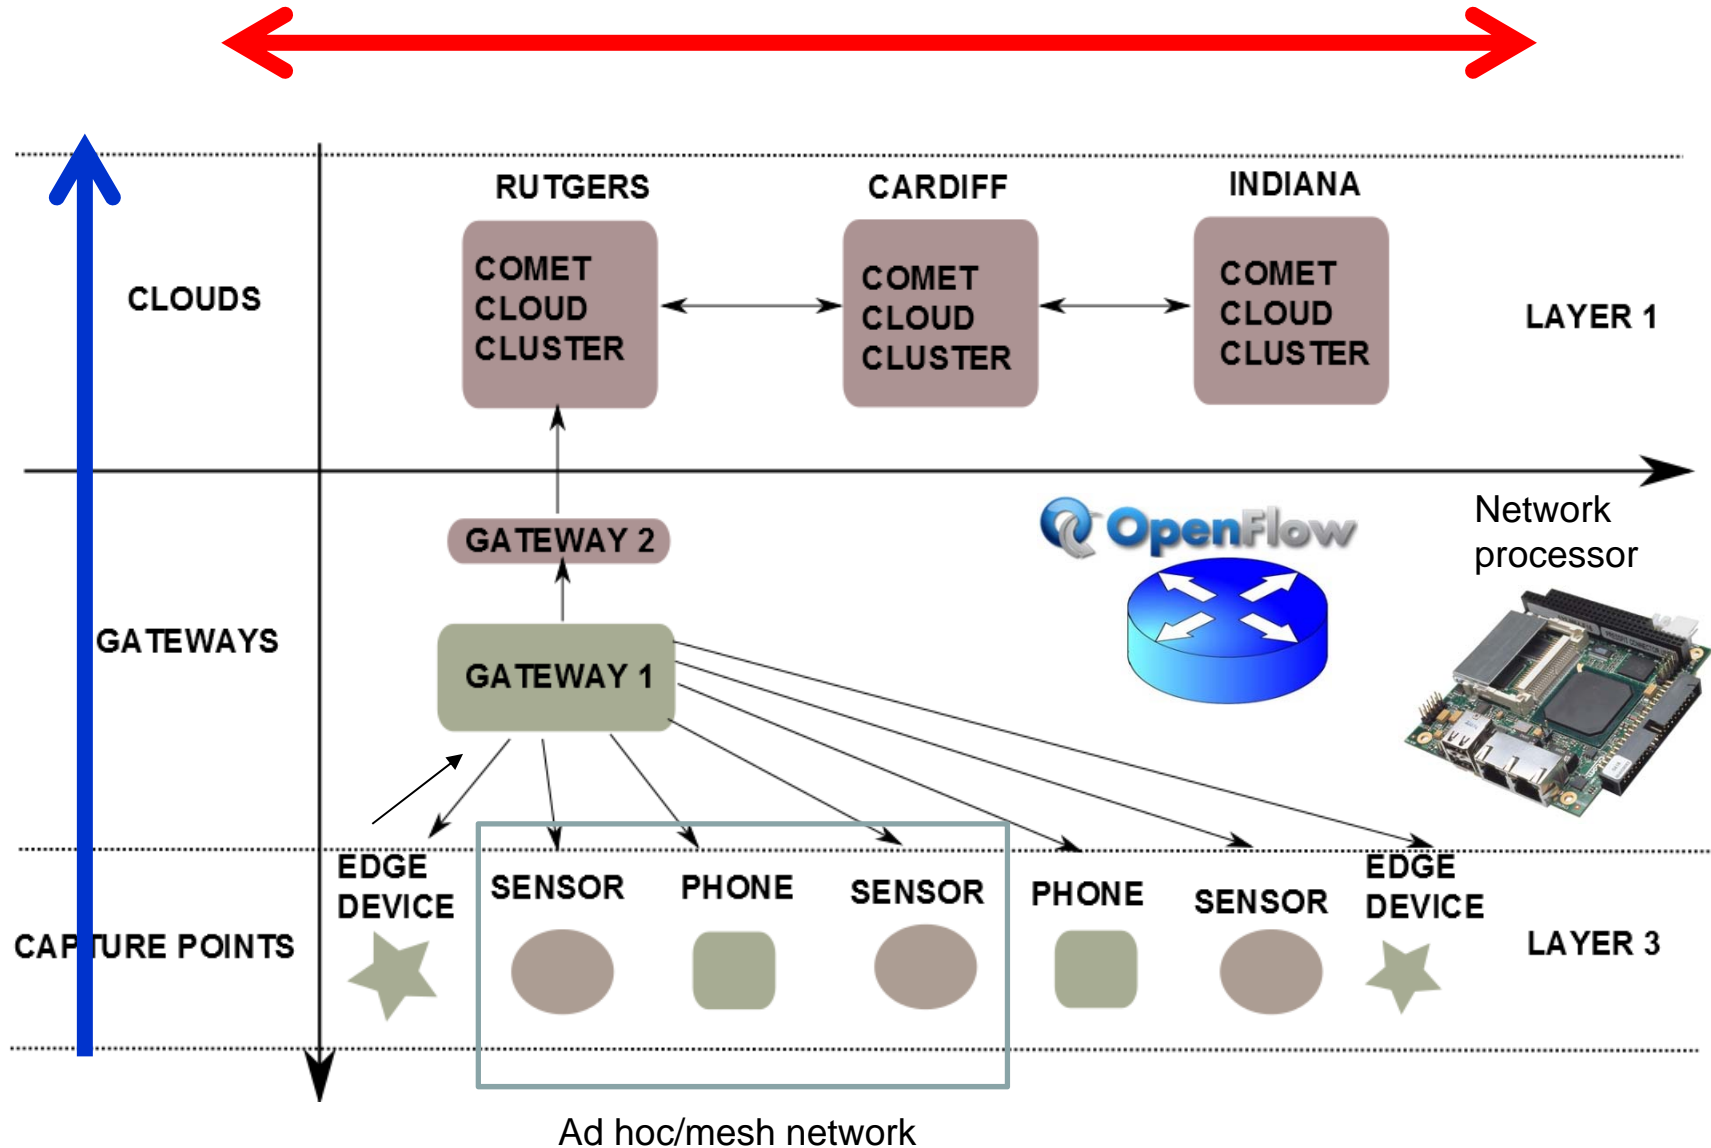 RUTGERS
CARDIFF
INDIANA
COMET
CLOUD
CLUSTER
COMET
CLOUD
CLUSTER
COMET
CLOUD
CLUSTER
CLOUDS
LAYER 1
GATEWAY 2
OpenFlow
Network
processor
GATEWAYS
GATEWAY 1
EDGE
DEVICE
SENSOR
PHONE
SENSOR
PHONE
SENSOR
EDGE
DEVICE
CAPTURE POINTS
LAYER 3
Ad hoc/mesh network